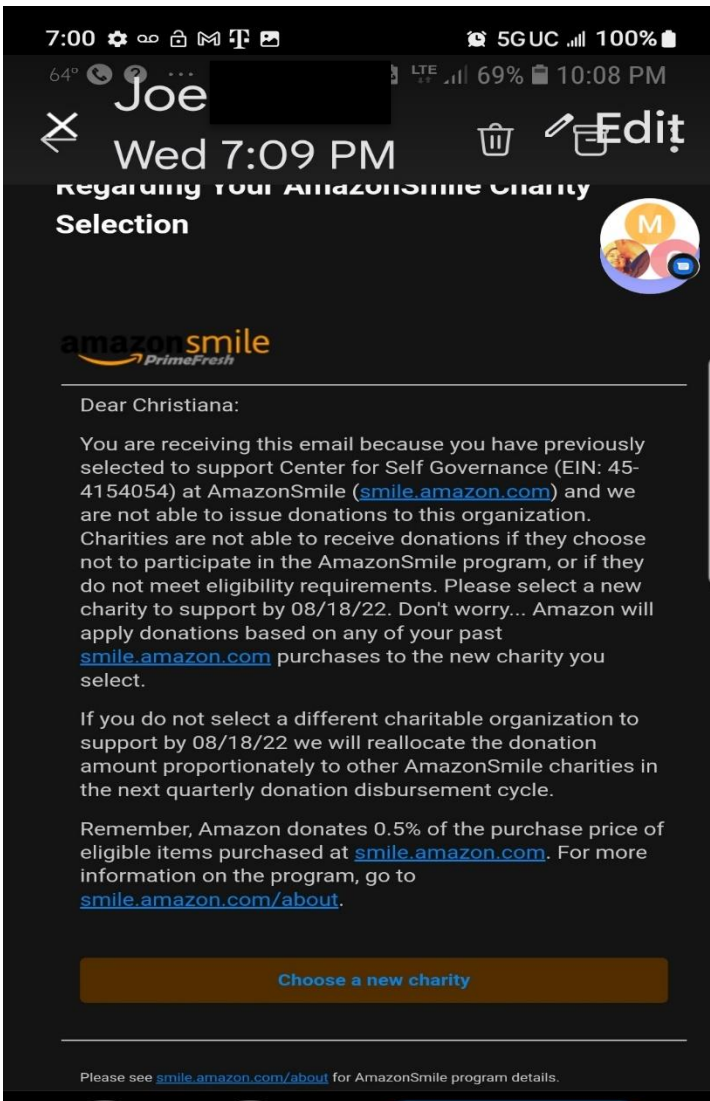 7:00 5G UC 100%
64° ... LTE 69% 10:08 PM
Joe
Wed 7:09 PM
Edit
Regarding Your AmazonSmile Charity
Selection
M
amazonsmile
PrimeFresh
Dear Christiana:
You are receiving this email because you have previously
selected to support Center for Self Governance (EIN: 45-
4154054) at AmazonSmile (smile.amazon.com) and we
are not able to issue donations to this organization.
Charities are not able to receive donations if they choose
not to participate in the AmazonSmile program, or if they
do not meet eligibility requirements. Please select a new
charity to support by 08/18/22. Don't worry... Amazon will
apply donations based on any of your past
smile.amazon.com purchases to the new charity you
select.
If you do not select a different charitable organization to
support by 08/18/22 we will reallocate the donation
amount proportionately to other AmazonSmile charities in
the next quarterly donation disbursement cycle.
Remember, Amazon donates 0.5% of the purchase price of
eligible items purchased at smile.amazon.com. For more
information on the program, go to
smile.amazon.com/about.
Choose a new charity
Please see smile.amazon.com/about for AmazonSmile program details.